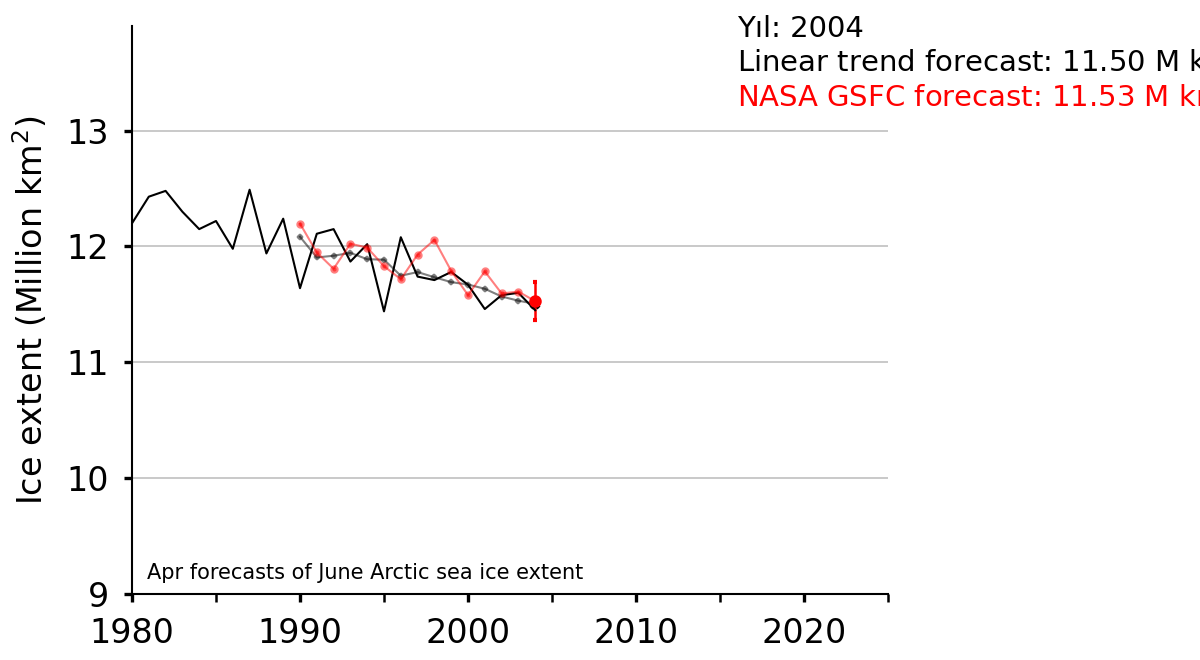 Yıl: 2004
Linear trend forecast: 11.50 M
NASA GSFC forecast: 11.53 M
Ice extent (Million km²)
13
12
11
10
9
Apr forecasts of June Arctic sea ice extent
1980 1990 2000 2010 2020